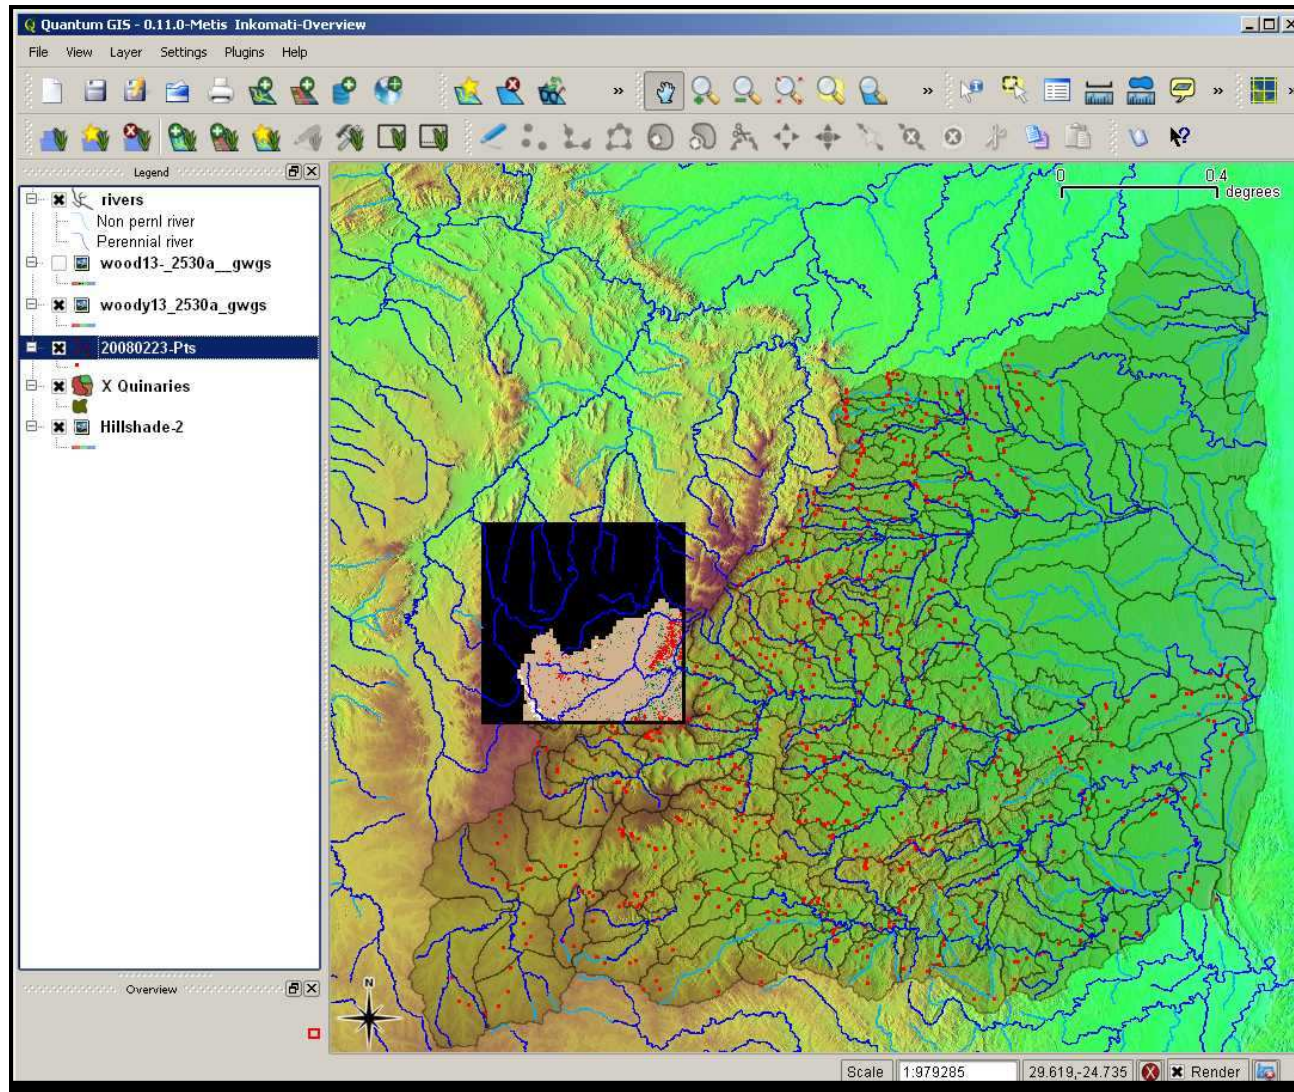 Quantum GIS - 0.11.0-Metis Inkomati-Overview
File View Layer Settings Plugins Help
Legend
rivers
Non pernl river
Perennial river
wood13-_2530a__gwgs
woody13_2530a_gwgs
20080223-Pts
X Quinaries
Hillshade-2
Overview
0 0.4
degrees
N
Scale 1:979285 29.619,-24.735 Render